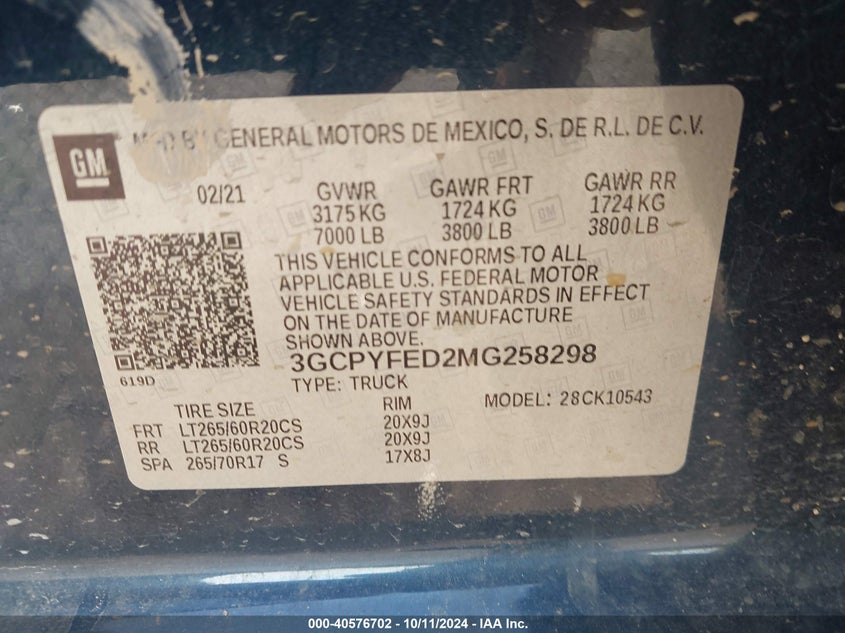 GM
MFD BY GENERAL MOTORS DE MEXICO, S. DE R.L. DE C.V.
02/21 GVWR GAWR FRT GAWR RR
3175 KG 1724 KG 1724 KG
7000 LB 3800 LB 3800 LB
THIS VEHICLE CONFORMS TO ALL
APPLICABLE U.S. FEDERAL MOTOR
VEHICLE SAFETY STANDARDS IN EFFECT
ON THE DATE OF MANUFACTURE
SHOWN ABOVE.
3GCPYFED2MG258298
619D TYPE: TRUCK
TIRE SIZE RIM MODEL: 28CK10543
FRT LT265/60R20CS 20X9J
RR LT265/60R20CS 20X9J
SPA 265/70R17 S 17X8J
000-40576702 - 10/11/2024 - IAA Inc.